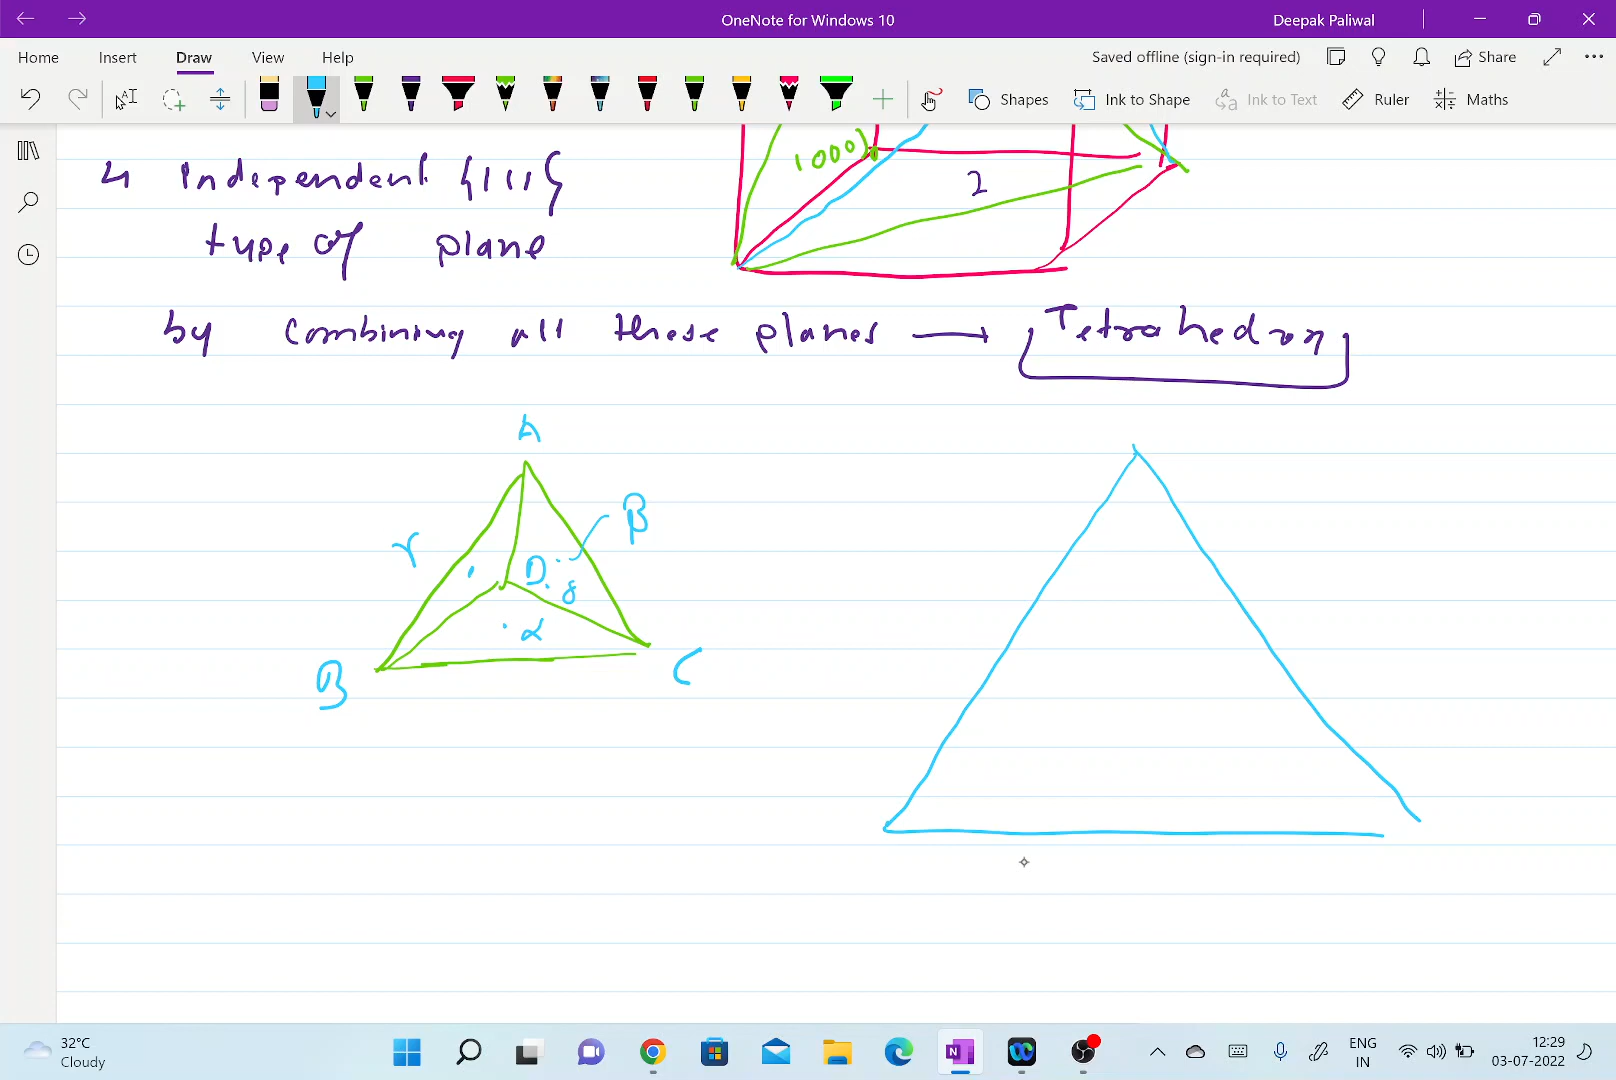 OneNote for Windows 10
Deepak Paliwal
Home Insert Draw View Help
Saved offline (sign-in required)
Share
Shapes
Ink to Shape
Ink to Text
Ruler
Maths
4 Independent {111}
type of plane
(000)
2
by combining all these planes → Tetrahedron
A
γ
β
D
δ
α
B
C
32°C
Cloudy
ENG
IN
12:29
03-07-2022